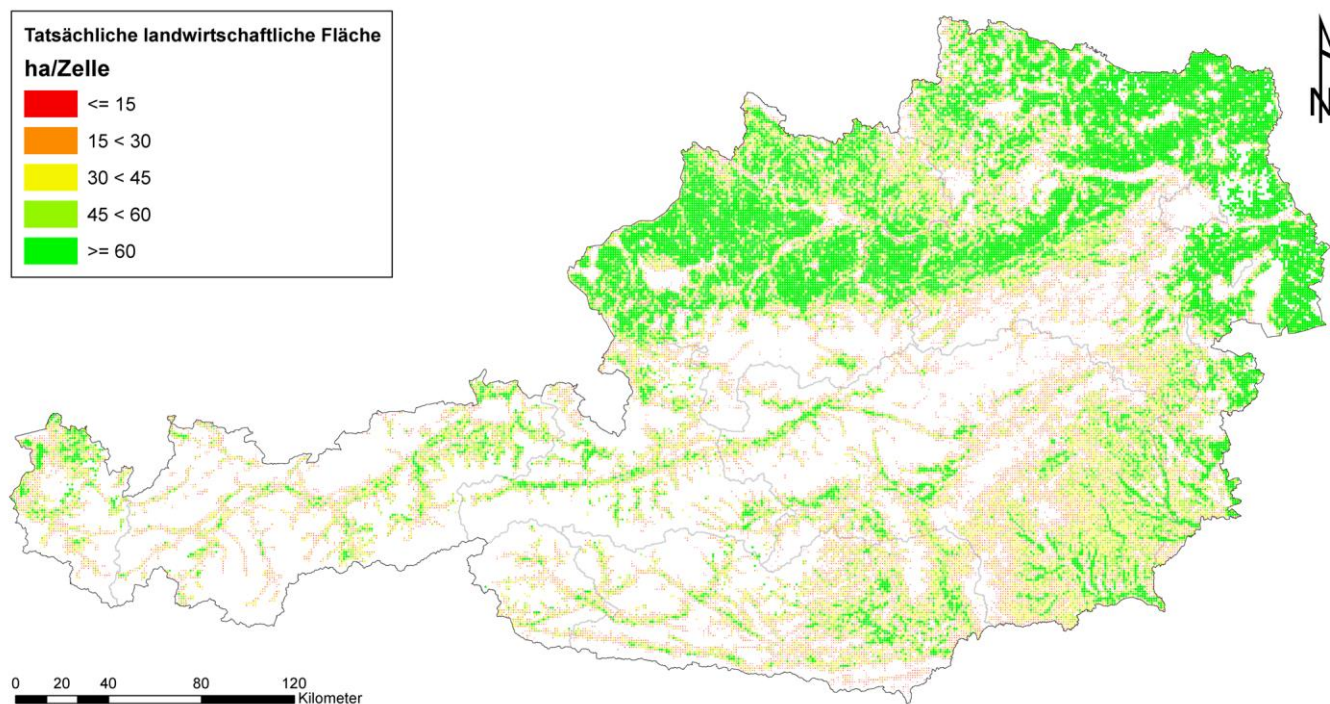 Tatsächliche landwirtschaftliche Fläche
ha/Zelle
<= 15
15 < 30
30 < 45
45 < 60
>= 60
N
0 20 40 80 120
Kilometer